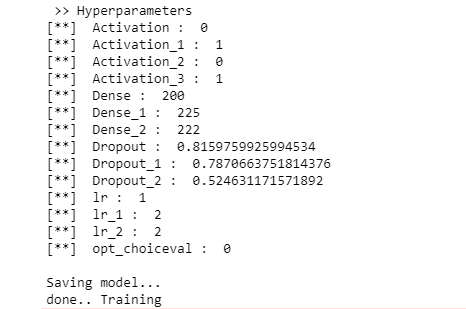 >> Hyperparameters
[**]  Activation :  0
[**]  Activation_1 :  1
[**]  Activation_2 :  0
[**]  Activation_3 :  1
[**]  Dense :  200
[**]  Dense_1 :  225
[**]  Dense_2 :  222
[**]  Dropout :  0.8159759925994534
[**]  Dropout_1 :  0.7870663751814376
[**]  Dropout_2 :  0.524631171571892
[**]  lr :  1
[**]  lr_1 :  2
[**]  lr_2 :  2
[**]  opt_choiceval :  0
Saving model...
done.. Training